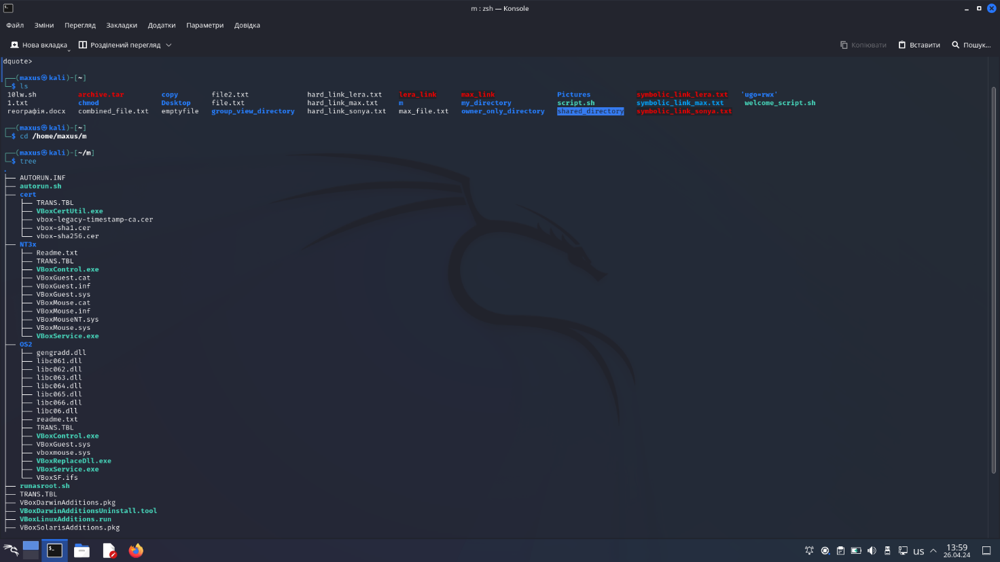 m : zsh — Konsole
Файл Зміни Перегляд Закладки Додатки Параметри Довідка
Нова вкладка Розділений перегляд Копіювати Вставити Пошук...
dquote>
┌──(maxus㉿kali)-[~]
└─$ ls
10lw.sh archive.tar copy file2.txt hard_link_lera.txt lera_link max_link Pictures symbolic_link_lera.txt 'ugo=rwx'
1.txt chmod Desktop file.txt hard_link_max.txt m my_directory script.sh symbolic_link_max.txt welcome_script.sh
географія.docx combined_file.txt emptyfile group_view_directory hard_link_sonya.txt max_file.txt owner_only_directory shared_directory symbolic_link_sonya.txt
┌──(maxus㉿kali)-[~]
└─$ cd /home/maxus/m
┌──(maxus㉿kali)-[~/m]
└─$ tree
.
├── AUTORUN.INF
├── autorun.sh
├── cert
│   ├── TRANS.TBL
│   ├── VBoxCertUtil.exe
│   ├── vbox-legacy-timestamp-ca.cer
│   ├── vbox-sha1.cer
│   └── vbox-sha256.cer
├── NT3x
│   ├── Readme.txt
│   ├── TRANS.TBL
│   ├── VBoxControl.exe
│   ├── VBoxGuest.cat
│   ├── VBoxGuest.inf
│   ├── VBoxGuest.sys
│   ├── VBoxMouse.cat
│   ├── VBoxMouse.inf
│   ├── VBoxMouseNT.sys
│   ├── VBoxMouse.sys
│   └── VBoxService.exe
├── OS2
│   ├── gengradd.dll
│   ├── libc061.dll
│   ├── libc062.dll
│   ├── libc063.dll
│   ├── libc064.dll
│   ├── libc065.dll
│   ├── libc066.dll
│   ├── libc06.dll
│   ├── readme.txt
│   ├── TRANS.TBL
│   ├── VBoxControl.exe
│   ├── VBoxGuest.sys
│   ├── vboxmouse.sys
│   ├── VBoxReplaceDll.exe
│   ├── VBoxService.exe
│   └── VBoxSF.ifs
├── runasroot.sh
├── TRANS.TBL
├── VBoxDarwinAdditions.pkg
├── VBoxDarwinAdditionsUninstall.tool
├── VBoxLinuxAdditions.run
├── VBoxSolarisAdditions.pkg
us 13:59
26.04.24